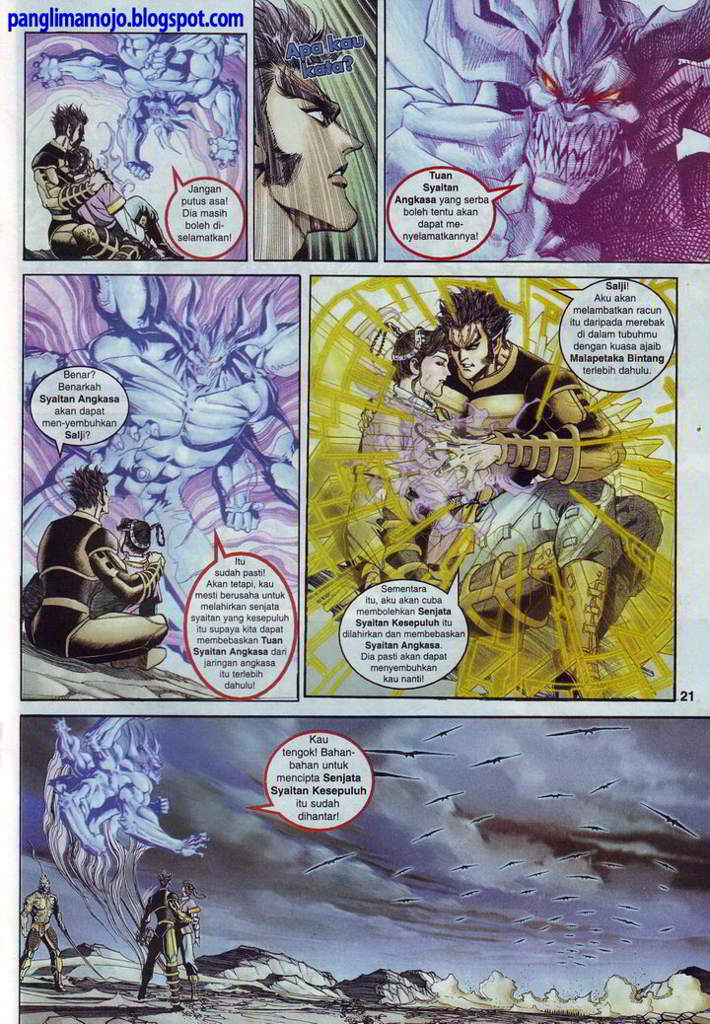 panglimamojo.blogspot.com
Jangan
putus asa!
Dia masih
boleh di-
selamatkan!
Apa kau
kata?
Tuan
Syaitan
Angkasa yang serba
boleh tentu akan
dapat me-
nyelamatkannya!
Benar?
Benarkah
Syaitan Angkasa
akan dapat
men-yembuhkan
Salji?
Itu
sudah pasti!
Akan tetapi, kau
mesti berusaha untuk
melahirkan senjata
syaitan yang kesepuluh
itu supaya kita dapat
membebaskan Tuan
Syaitan Angkasa dari
jaringan angkasa
itu terlebih
dahulu!
Salji!
Aku akan
melambatkan racun
itu daripada merebak
di dalam tubuhmu
dengan kuasa ajaib
Malapetaka Bintang
terlebih dahulu.
Sementara
itu, aku akan cuba
membolehkan Senjata
Syaitan Kesepuluh itu
dilahirkan dan membebaskan
Syaitan Angkasa.
Dia pasti akan dapat
menyembuhkan
kau nanti!
21
Kau
tengok! Bahan-
bahan untuk
mencipta Senjata
Syaitan Kesepuluh
itu sudah
dihantar!